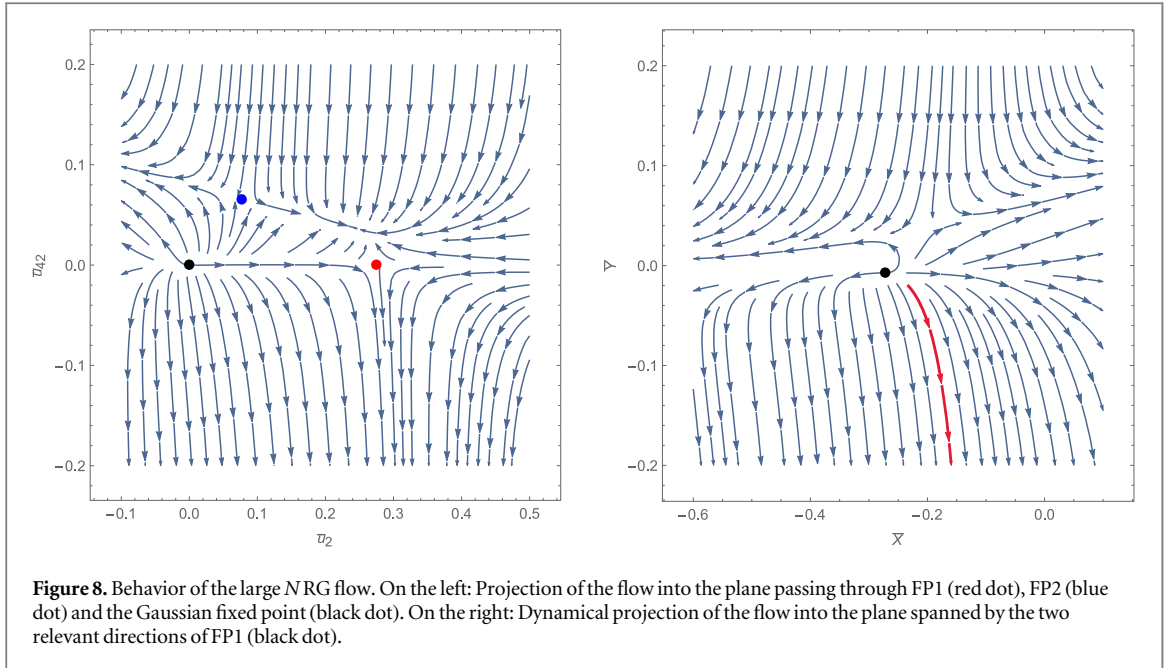 0.2
0.1
0.0
−0.1
−0.2
u̅₄₂
−0.1 0.0 0.1 0.2 0.3 0.4 0.5
u̅₂
0.2
0.1
0.0
−0.1
−0.2
Y̅
−0.6 −0.4 −0.2 0.0
X̅
Figure 8. Behavior of the large N RG flow. On the left: Projection of the flow into the plane passing through FP1 (red dot), FP2 (blue
dot) and the Gaussian fixed point (black dot). On the right: Dynamical projection of the flow into the plane spanned by the two
relevant directions of FP1 (black dot).